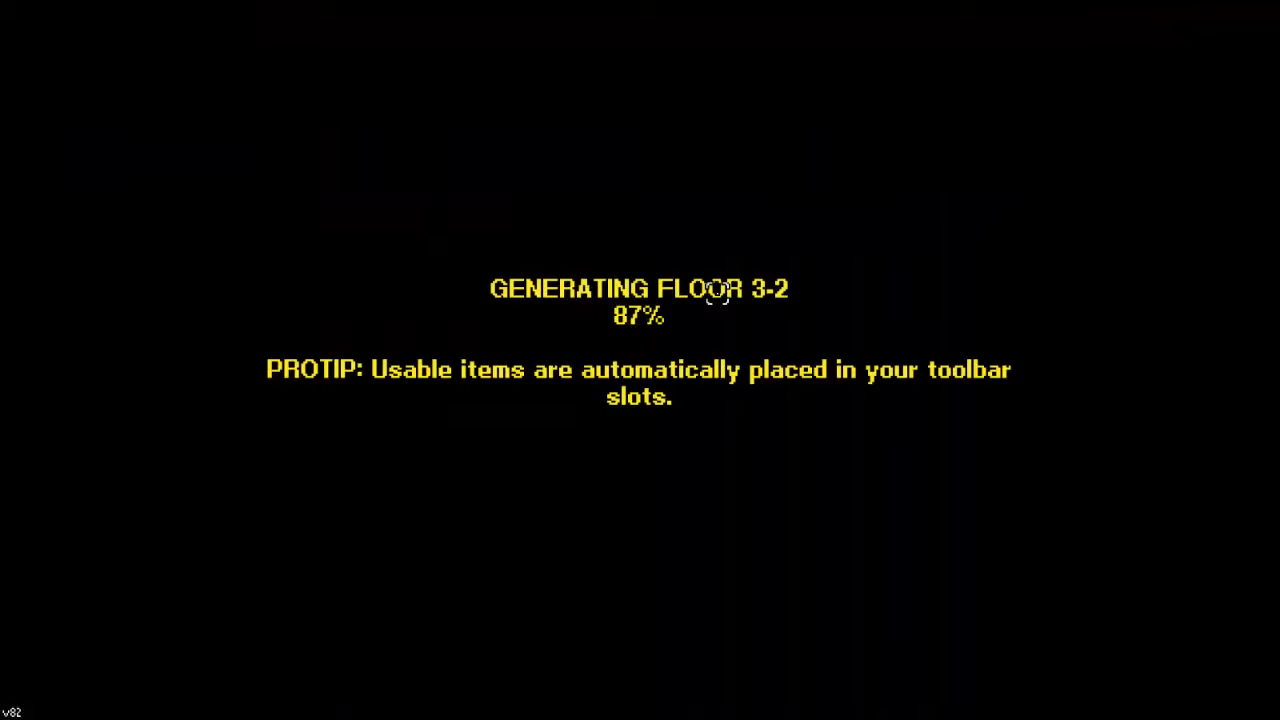 GENERATING FLOOR 3-2
87%
PROTIP: Usable items are automatically placed in your toolbar
slots.
v82